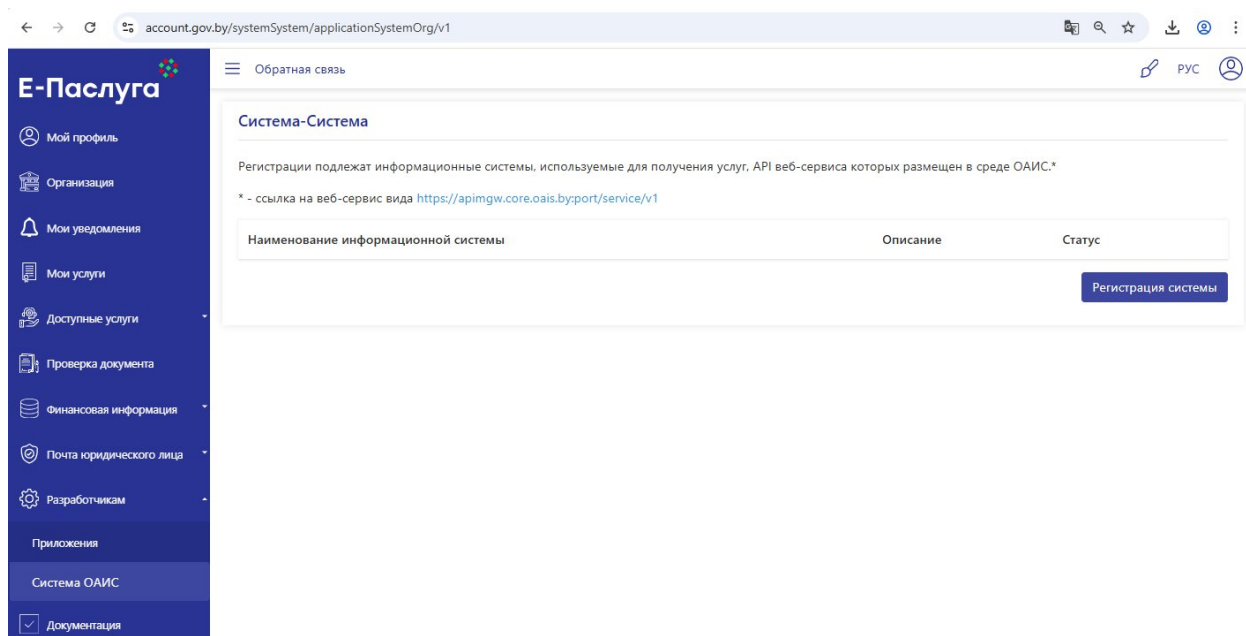 account.gov.by/systemSystem/applicationSystemOrg/v1
Е-Паслуга
Обратная связь
РУС
Мой профиль
Организация
Мои уведомления
Мои услуги
Доступные услуги
Проверка документа
Финансовая информация
Почта юридического лица
Разработчикам
Приложения
Система ОАИС
Документация
Система-Система
Регистрации подлежат информационные системы, используемые для получения услуг, API веб-сервиса которых размещен в среде ОАИС.*
* - ссылка на веб-сервис вида https://apimgw.core.oais.by:port/service/v1
Наименование информационной системы Описание Статус
Регистрация системы